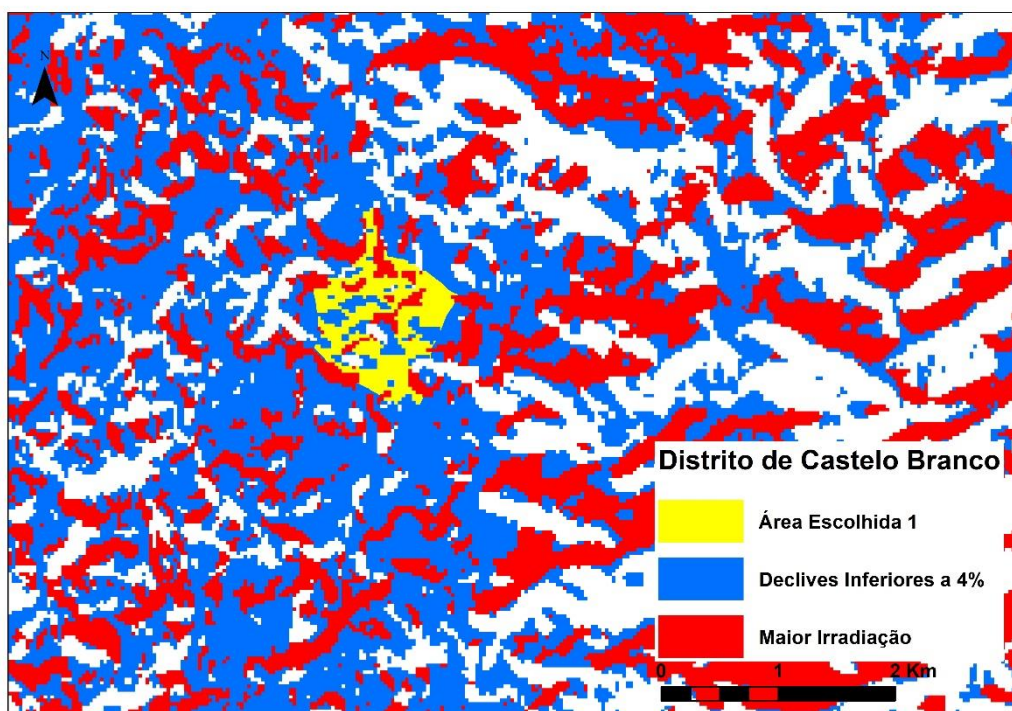 N
Distrito de Castelo Branco
Área Escolhida 1
Declives Inferiores a 4%
Maior Irradiação
0 1 2 Km